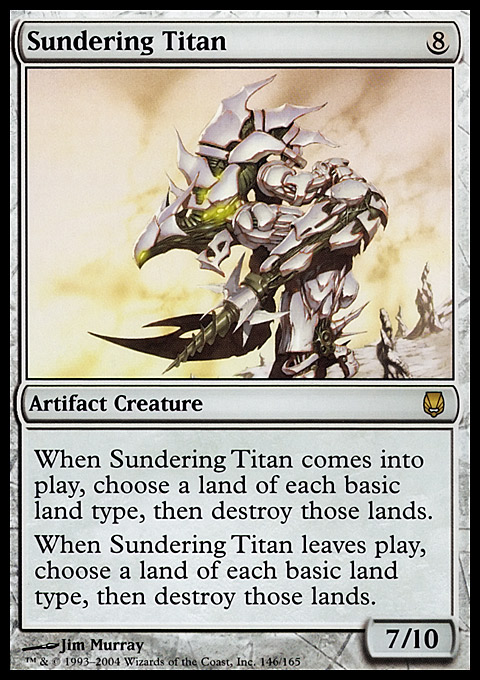 Sundering Titan 8
Artifact Creature
When Sundering Titan comes into
play, choose a land of each basic
land type, then destroy those lands.
When Sundering Titan leaves play,
choose a land of each basic land
type, then destroy those lands.
7/10
Jim Murray
™ & © 1993–2004 Wizards of the Coast, Inc. 146/165